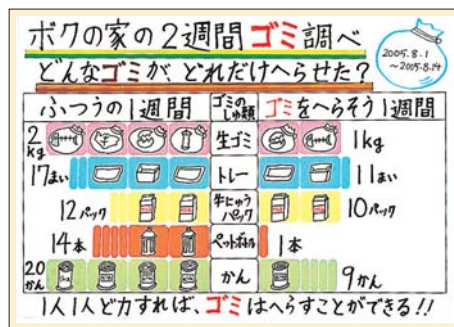 ボクの家の2週間ゴミ調べ
どんなゴミが、どれだけへらせた?
2005.8.1
~2005.8.14
ふつうの1週間 ゴミのしゅ類 ゴミをへらそう1週間
2kg 生ゴミ 1kg
17まい トレー 11まい
12パック 牛にゅうパック 10パック
14本 ペットボトル 1本
20かん かん 9かん
1人1人ど力すれば、ゴミはへらすことができる!!